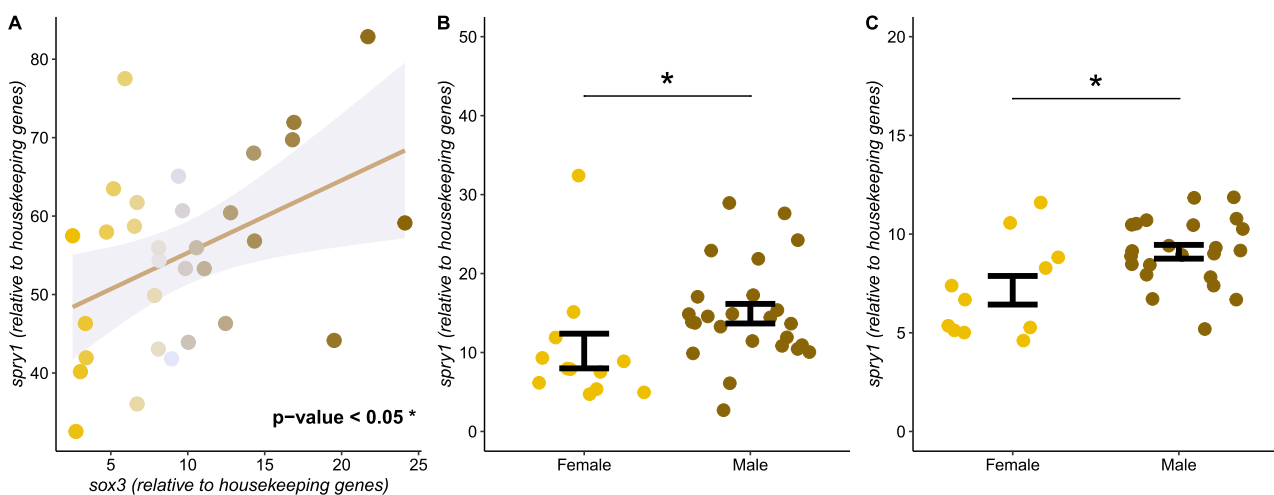 A
spry1 (relative to housekeeping genes)
80
70
60
50
40
p−value < 0.05 *
5
10
15
20
25
sox3 (relative to housekeeping genes)
B
spry1 (relative to housekeeping genes)
50
40
30
20
10
0
*
Female
Male
C
spry1 (relative to housekeeping genes)
20
15
10
5
0
*
Female
Male